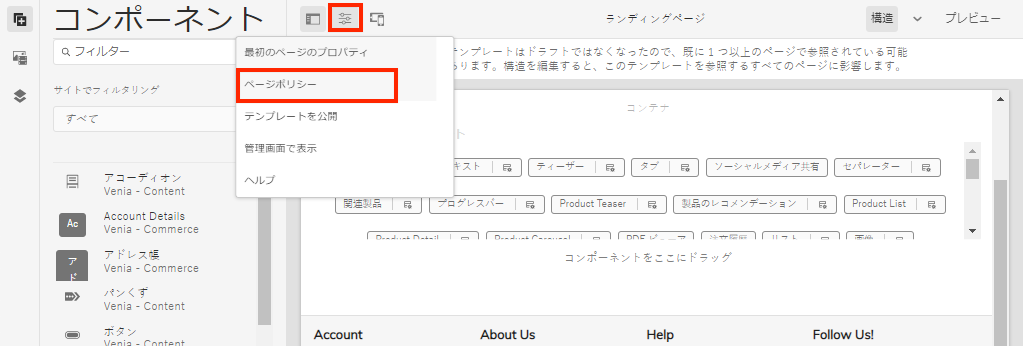 コンポーネント
ランディングページ
構造
プレビュー
フィルター
サイトでフィルタリング
すべて
最初のページのプロパティ
ページポリシー
テンプレートを公開
管理画面で表示
ヘルプ
テンプレートはドラフトではなくなったので、既に 1 つ以上のページで参照されている可能
あります。構造を編集すると、このテンプレートを参照するすべてのページに影響します。
コンテナ
ト
キスト
ティーザー
タブ
ソーシャルメディア共有
セパレーター
関連製品
プログレスバー
Product Teaser
製品のレコメンデーション
Product List
Product Detail
Product Carousel
PDF ビューア
注文履歴
リスト
画像
コンポーネントをここにドラッグ
アコーディオン
Venia - Content
Ac
Account Details
Venia - Commerce
アド
アドレス帳
Venia - Commerce
パンくず
Venia - Content
ボタン
Venia - Content
Account
About Us
Help
Follow Us!